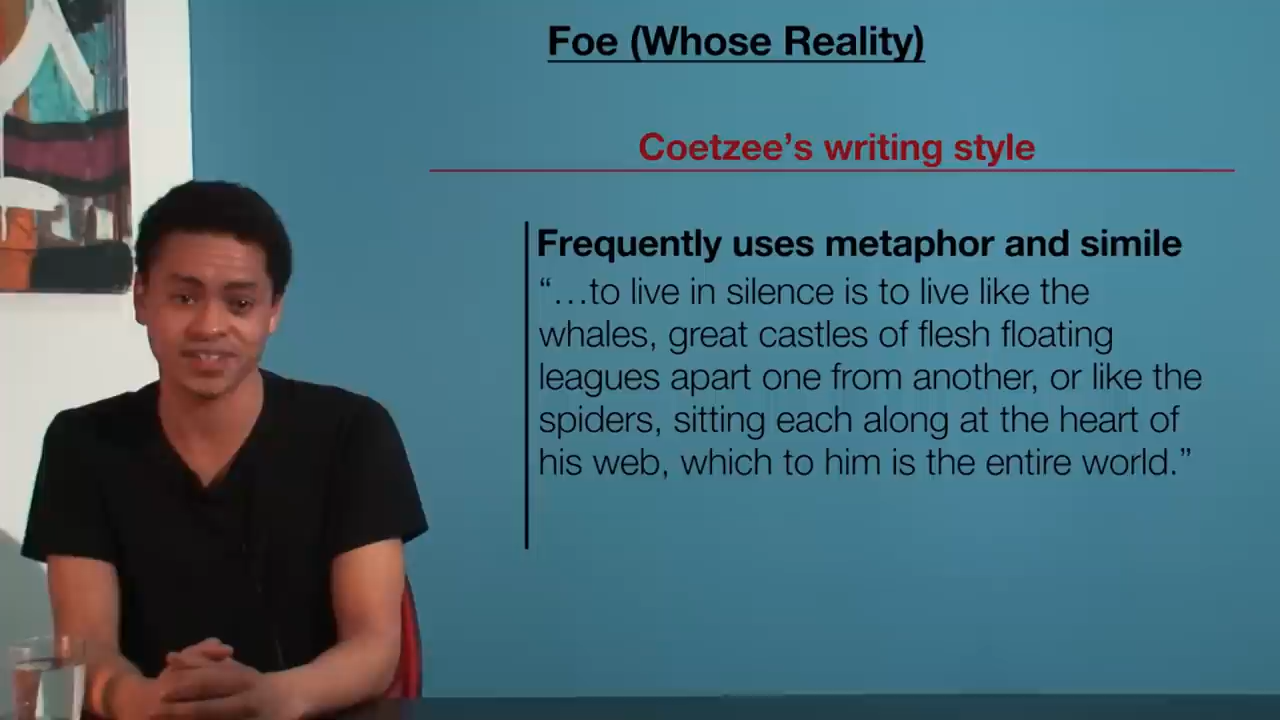 Foe (Whose Reality)
Coetzee’s writing style
Frequently uses metaphor and simile
“…to live in silence is to live like the
whales, great castles of flesh floating
leagues apart one from another, or like the
spiders, sitting each along at the heart of
his web, which to him is the entire world.”